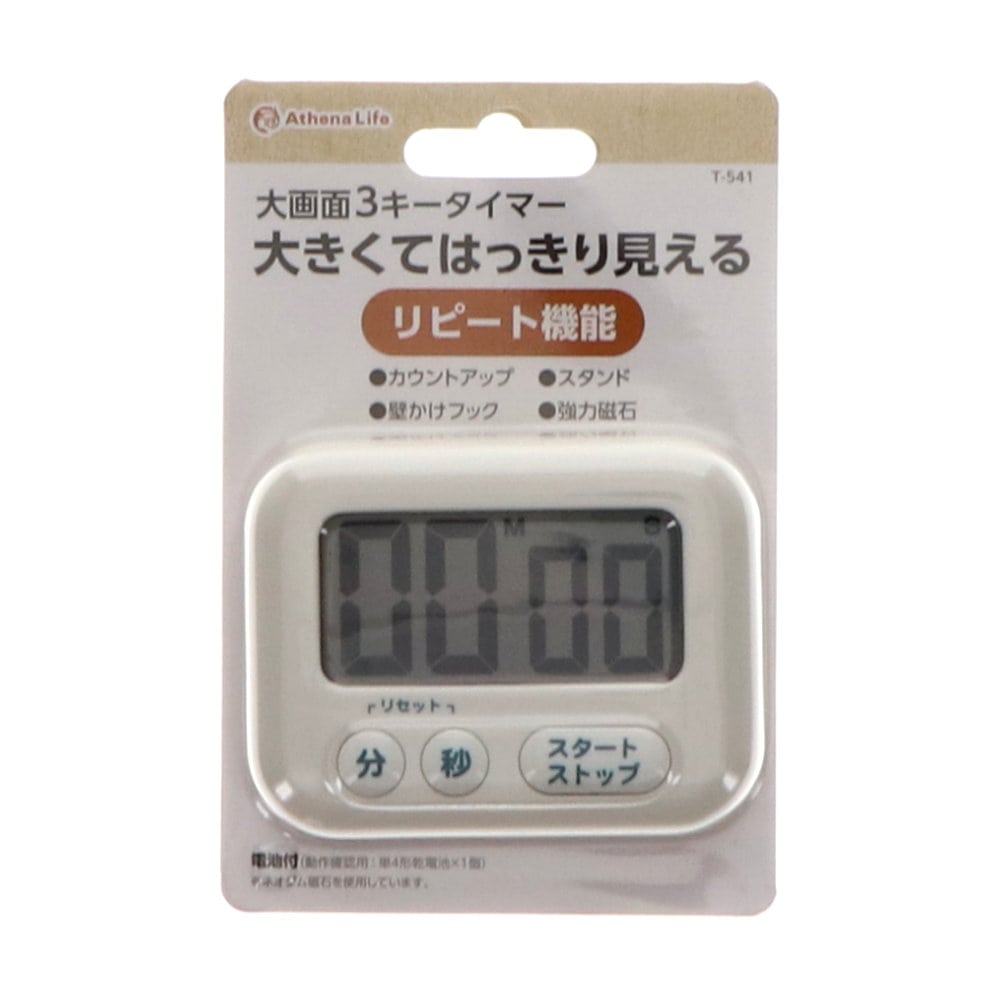 Athena Life
T-541
大画面3キータイマー
大きくてはっきり見える
リピート機能
●カウントアップ ●スタンド
●壁かけフック ●強力磁石
M S
00 00
リセット
分 秒 スタート
ストップ
電池付(動作確認用:単4形乾電池×1個)
ネオジム磁石を使用しています。